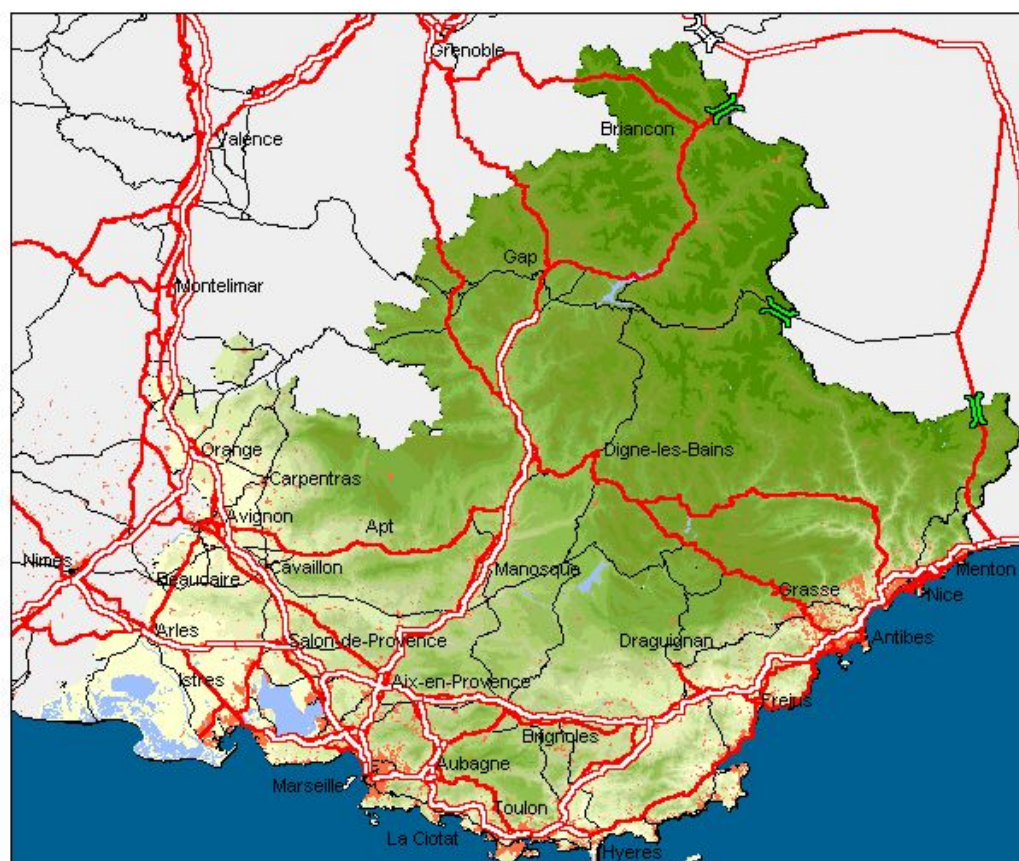 Grenoble
Briancon
Valence
Gap
Montelimar
Orange
Digne-les-Bains
Carpentras
Avignon
Apt
Nimes
Cavaillon
Manosque
Menton
Beaucaire
Grasse
Nice
Arles
Antibes
Salon-de-Provence
Draguignan
Istres
Aix-en-Provence
Frejus
Brignoles
Aubagne
Marseille
Toulon
La Ciotat
Hyeres